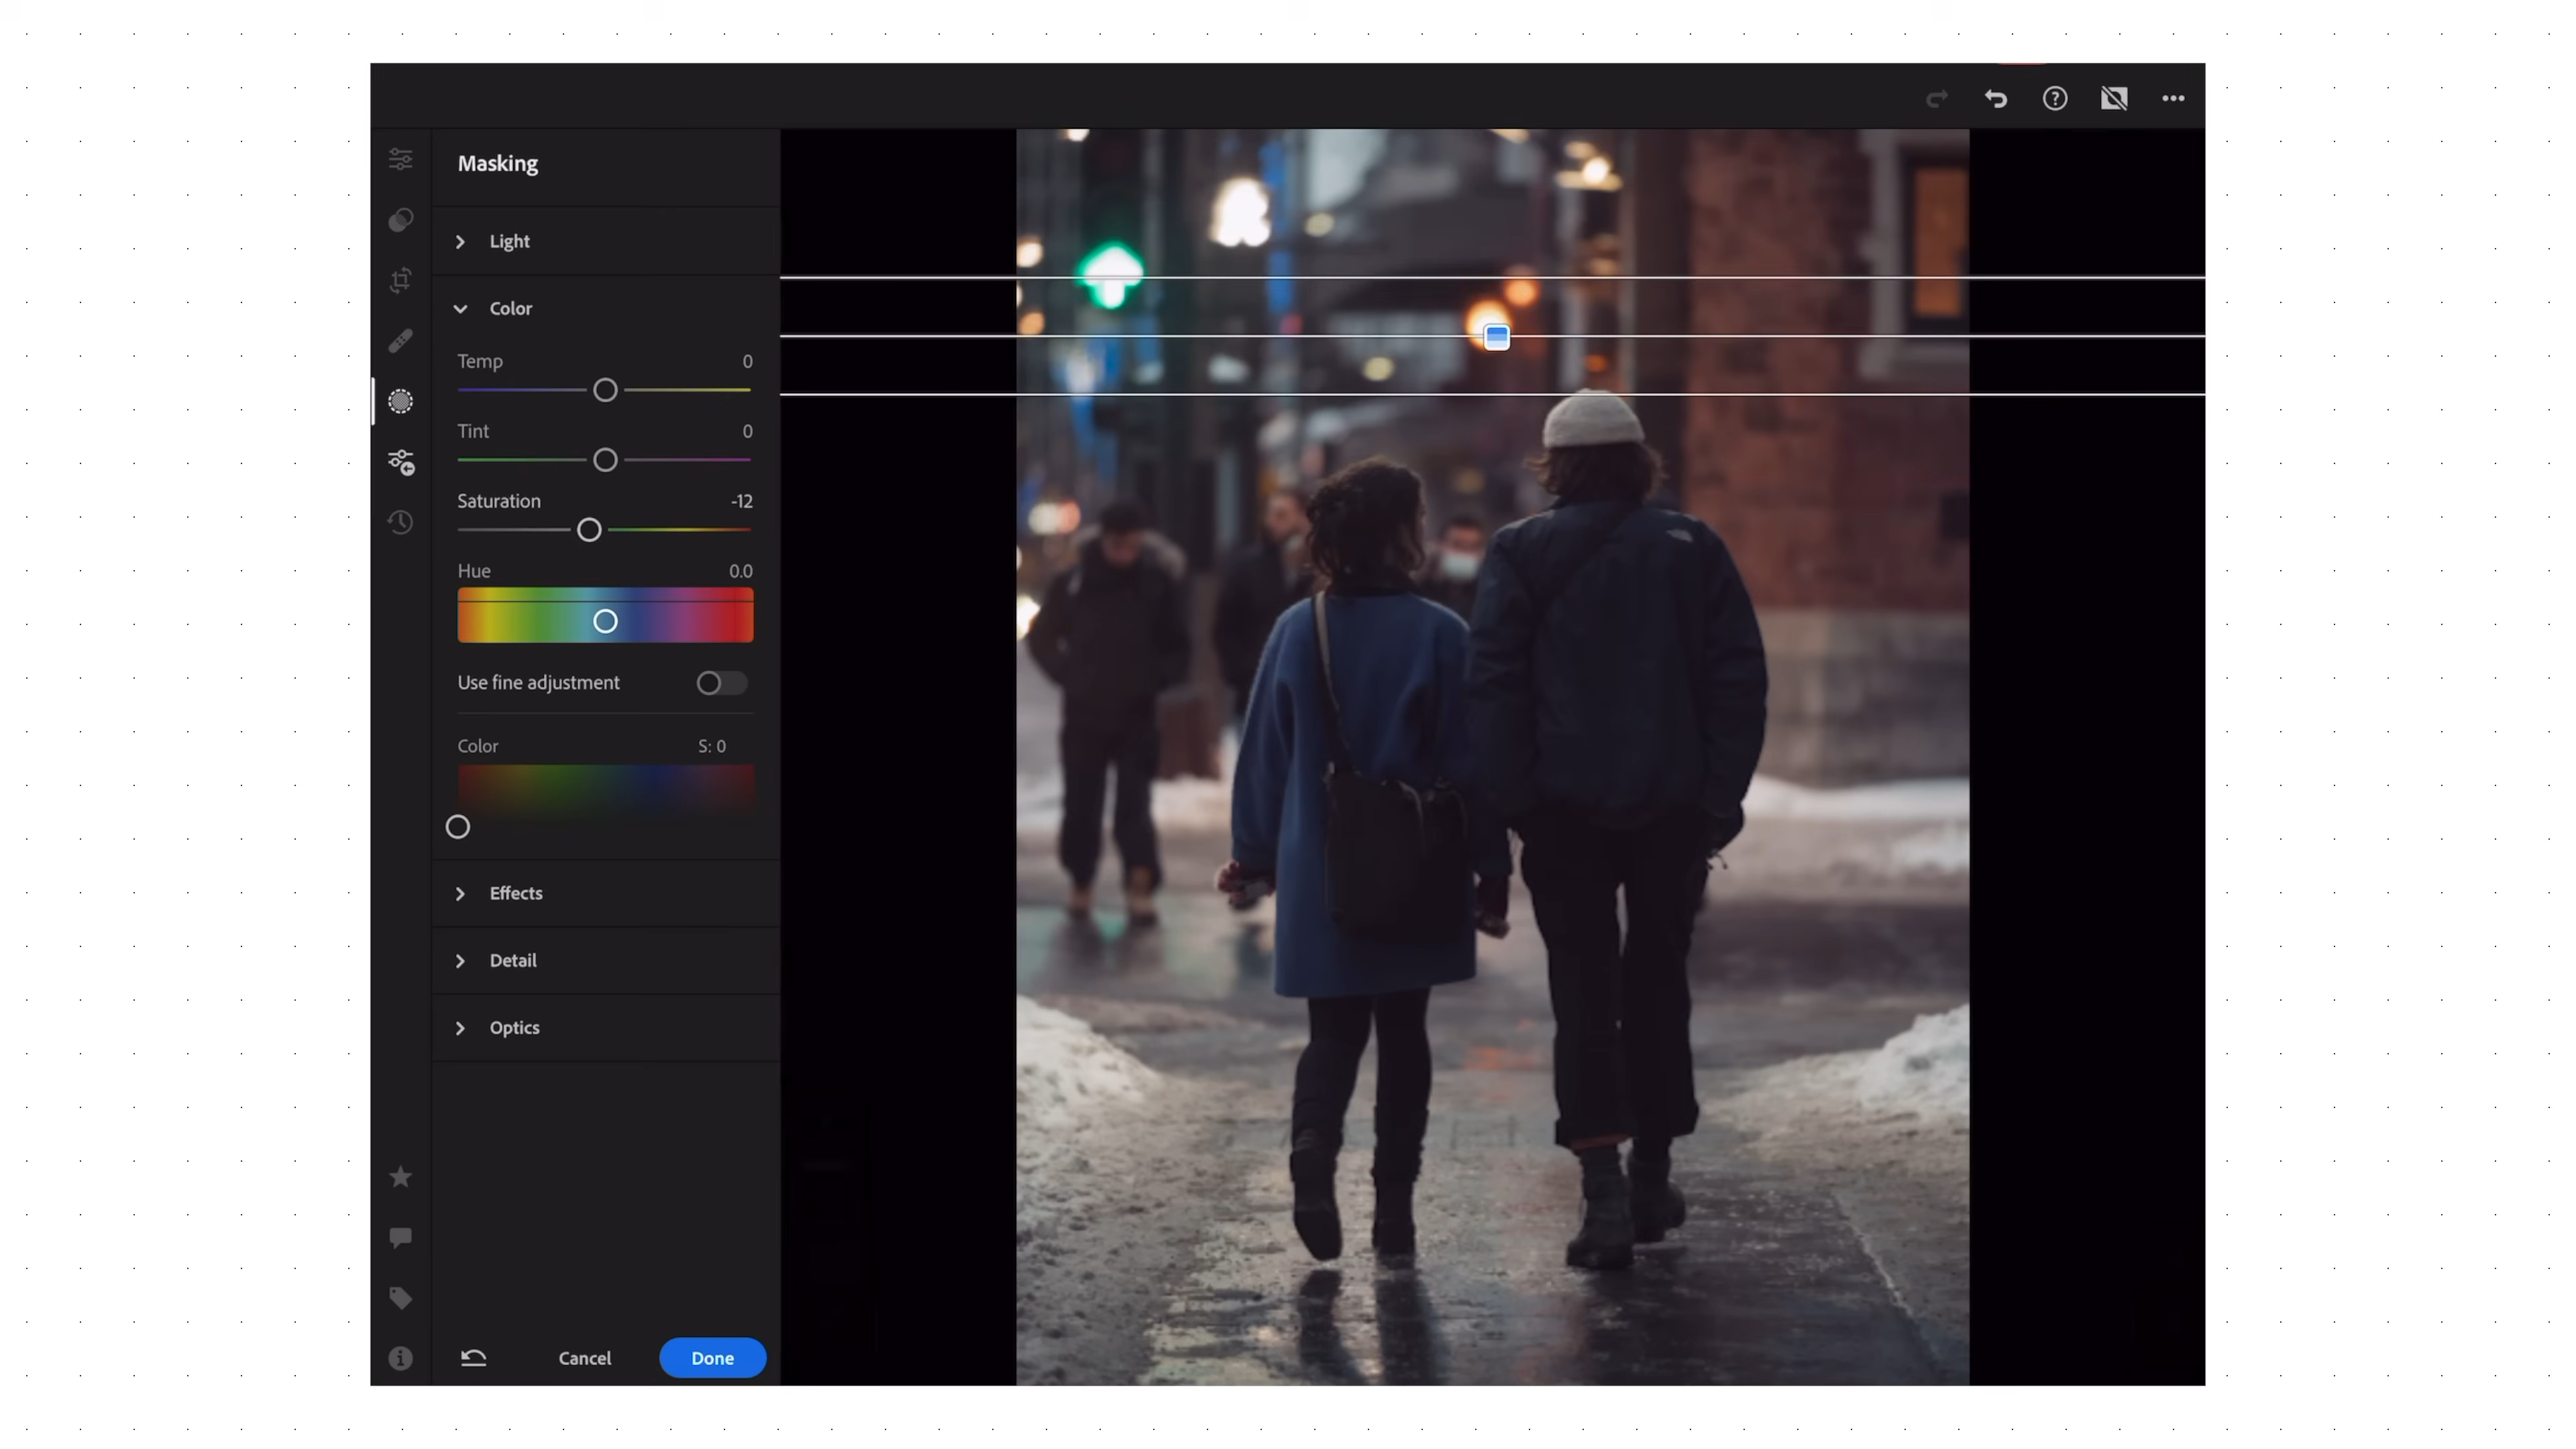 Masking
Light
Color
Temp 0
Tint 0
Saturation -12
Hue 0.0
Use fine adjustment
Color S: 0
Effects
Detail
Optics
Cancel Done